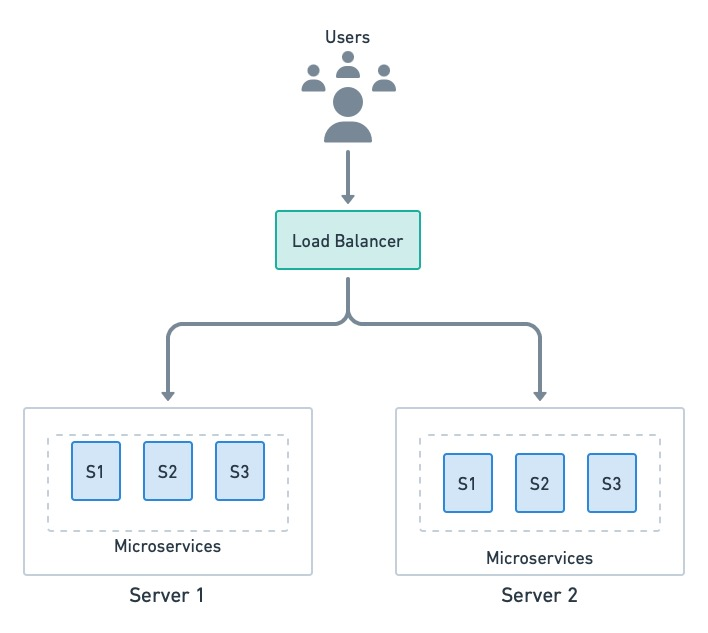 Users
Load Balancer
S1 S2 S3
Microservices
Server 1
S1 S2 S3
Microservices
Server 2